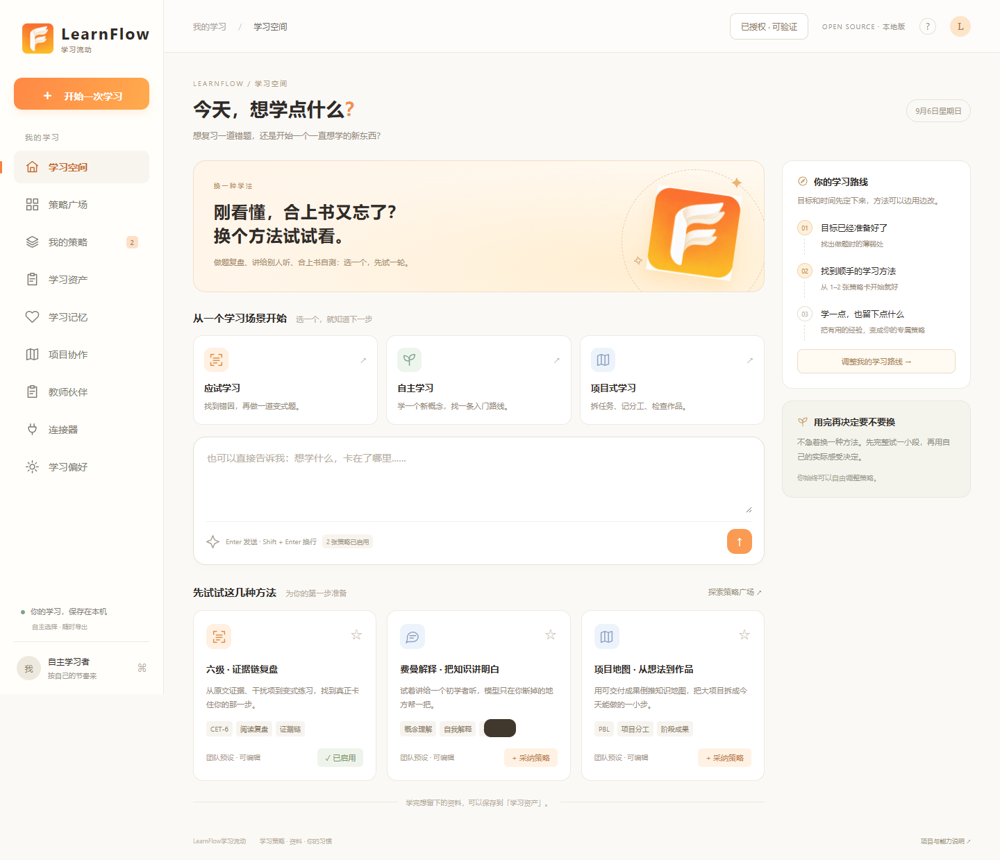 LearnFlow
学习流动
+ 开始一次学习
我的学习
学习空间
策略广场
我的策略 2
学习资产
学习记忆
项目协作
教师伙伴
连接器
学习偏好
你的学习，保存在本机
自主选择 · 随时导出
我
自主学习者
按自己的节奏来
⌘
我的学习 / 学习空间
已授权 · 可验证
OPEN SOURCE · 本地版
?
L
LEARNFLOW / 学习空间
今天，想学点什么?
想复习一道错题，还是开始一个一直想学的新东西?
9月6日星期日
换一种学法
刚看懂，合上书又忘了?
换个方法试试看。
做题复盘、讲给别人听、合上书自测：选一个，先试一轮。
从一个学习场景开始 选一个，就知道下一步
应试学习
找到错因，再做一道变式题。
自主学习
学一个新概念，找一条入门路线。
项目式学习
拆任务、记分工、检查作品。
也可以直接告诉我：想学什么，卡在了哪里……
Enter 发送 · Shift + Enter 换行 2 张策略已启用
↑
先试试这几种方法 为你的第一步准备
探索策略广场 ↗
六级 · 证据链复盘
从原文证据、干扰项到变式练习，找到真正卡
住你的那一步。
CET-6 阅读复盘 证据链
团队预设 · 可编辑 ✓ 已启用
费曼解释 · 把知识讲明白
试着讲给一个初学者听，模型只在你断掉的地
方帮一把。
概念理解 自我解释
团队预设 · 可编辑 + 采纳策略
项目地图 · 从想法到作品
用可交付成果倒推知识地图，把大项目拆成今
天能做的一小步。
PBL 项目分工 阶段成果
团队预设 · 可编辑 + 采纳策略
学完想留下的资料，可以保存到「学习资产」。
你的学习路线
目标和时间先定下来，方法可以边用边改。
01 目标已经准备好了
找出做题时的薄弱处
02 找到顺手的学习方法
从 1–2 张策略卡开始就好
03 学一点，也留下点什么
把有用的经验，变成你的专属策略
调整我的学习路线 →
用完再决定要不要换
不急着换一种方法。先完整试一小段，再用自
己的实际感受决定。
你始终可以自由调整策略。
LearnFlow学习流动 学习策略 · 资料 · 你的习惯
项目与能力说明 ↗